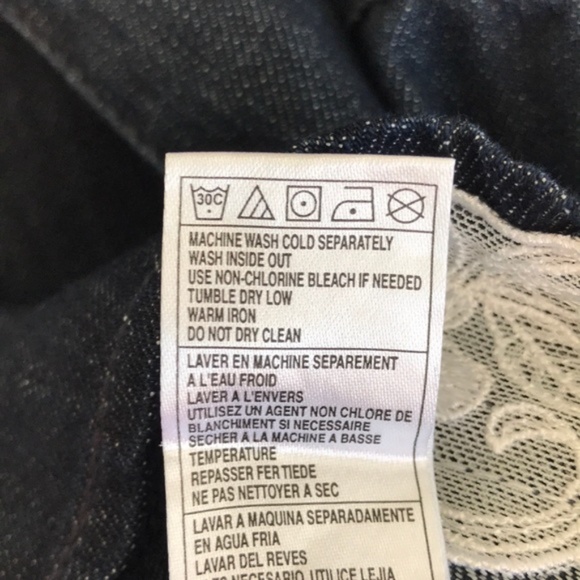 30C
MACHINE WASH COLD SEPARATELY
WASH INSIDE OUT
USE NON-CHLORINE BLEACH IF NEEDED
TUMBLE DRY LOW
WARM IRON
DO NOT DRY CLEAN
LAVER EN MACHINE SEPAREMENT
A L'EAU FROID
LAVER A L'ENVERS
UTILISEZ UN AGENT NON CHLORE DE
BLANCHIMENT SI NECESSAIRE
SECHER A LA MACHINE A BASSE
TEMPERATURE
REPASSER FER TIEDE
NE PAS NETTOYER A SEC
LAVAR A MAQUINA SEPARADAMENTE
EN AGUA FRIA
LAVAR DEL REVES
NECESARIO, UTILICE LEJIA